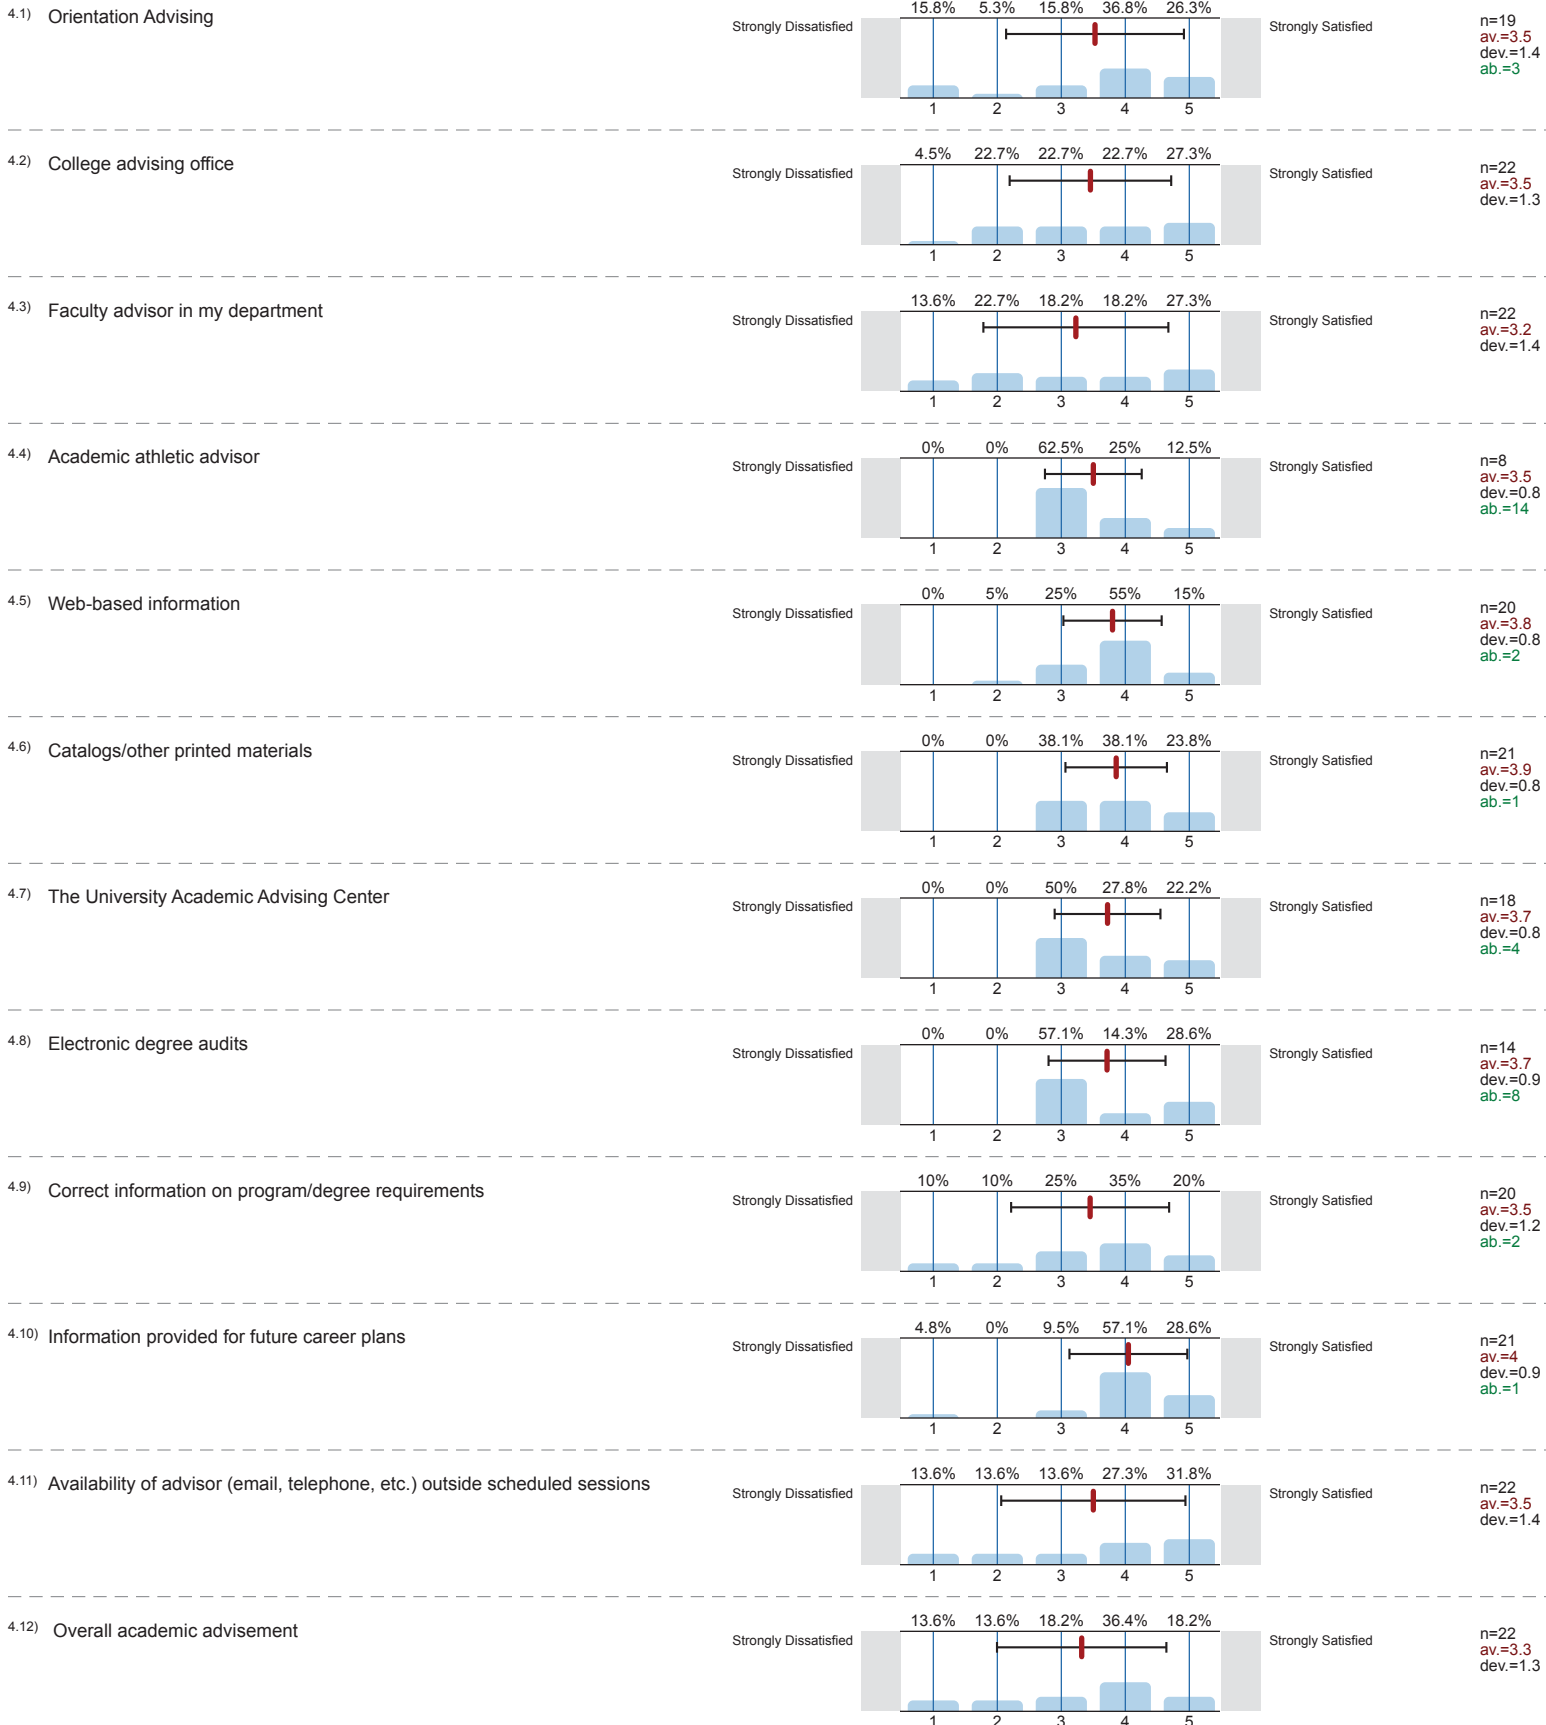 4.1) Orientation Advising
Strongly Dissatisfied
15.8% 5.3% 15.8% 36.8% 26.3%
1 2 3 4 5
Strongly Satisfied
n=19
av.=3.5
dev.=1.4
ab.=3
4.2) College advising office
Strongly Dissatisfied
4.5% 22.7% 22.7% 22.7% 27.3%
1 2 3 4 5
Strongly Satisfied
n=22
av.=3.5
dev.=1.3
4.3) Faculty advisor in my department
Strongly Dissatisfied
13.6% 22.7% 18.2% 18.2% 27.3%
1 2 3 4 5
Strongly Satisfied
n=22
av.=3.2
dev.=1.4
4.4) Academic athletic advisor
Strongly Dissatisfied
0% 0% 62.5% 25% 12.5%
1 2 3 4 5
Strongly Satisfied
n=8
av.=3.5
dev.=0.8
ab.=14
4.5) Web-based information
Strongly Dissatisfied
0% 5% 25% 55% 15%
1 2 3 4 5
Strongly Satisfied
n=20
av.=3.8
dev.=0.8
ab.=2
4.6) Catalogs/other printed materials
Strongly Dissatisfied
0% 0% 38.1% 38.1% 23.8%
1 2 3 4 5
Strongly Satisfied
n=21
av.=3.9
dev.=0.8
ab.=1
4.7) The University Academic Advising Center
Strongly Dissatisfied
0% 0% 50% 27.8% 22.2%
1 2 3 4 5
Strongly Satisfied
n=18
av.=3.7
dev.=0.8
ab.=4
4.8) Electronic degree audits
Strongly Dissatisfied
0% 0% 57.1% 14.3% 28.6%
1 2 3 4 5
Strongly Satisfied
n=14
av.=3.7
dev.=0.9
ab.=8
4.9) Correct information on program/degree requirements
Strongly Dissatisfied
10% 10% 25% 35% 20%
1 2 3 4 5
Strongly Satisfied
n=20
av.=3.5
dev.=1.2
ab.=2
4.10) Information provided for future career plans
Strongly Dissatisfied
4.8% 0% 9.5% 57.1% 28.6%
1 2 3 4 5
Strongly Satisfied
n=21
av.=4
dev.=0.9
ab.=1
4.11) Availability of advisor (email, telephone, etc.) outside scheduled sessions
Strongly Dissatisfied
13.6% 13.6% 13.6% 27.3% 31.8%
1 2 3 4 5
Strongly Satisfied
n=22
av.=3.5
dev.=1.4
4.12) Overall academic advisement
Strongly Dissatisfied
13.6% 13.6% 18.2% 36.4% 18.2%
1 2 3 4 5
Strongly Satisfied
n=22
av.=3.3
dev.=1.3